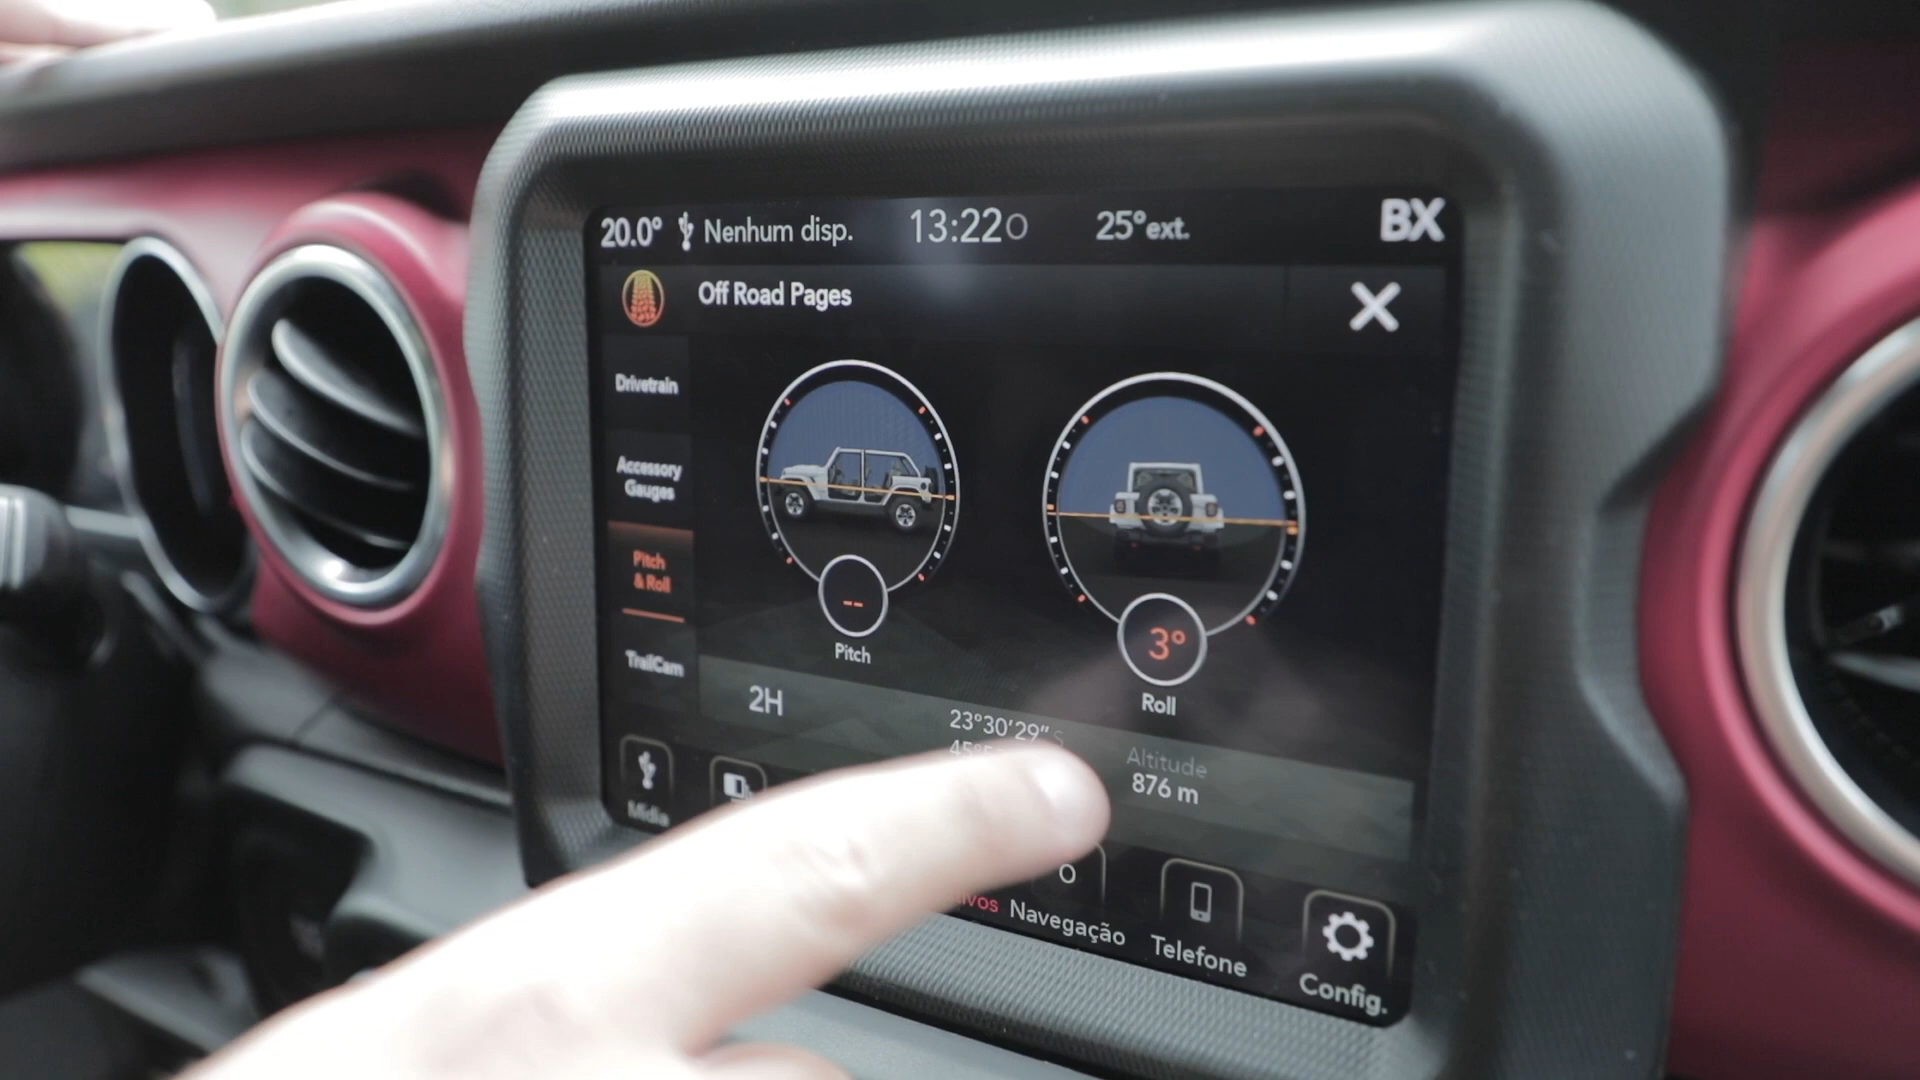 20.0° Nenhum disp. 13:22 25°ext. BX
Off Road Pages
Drivetrain
Accessory
Gauges
Pitch
& Roll
TrailCam
--
Pitch
3°
Roll
2H
23°30'29"S
Altitude
876 m
Mídia
Navegação
Telefone
Config.